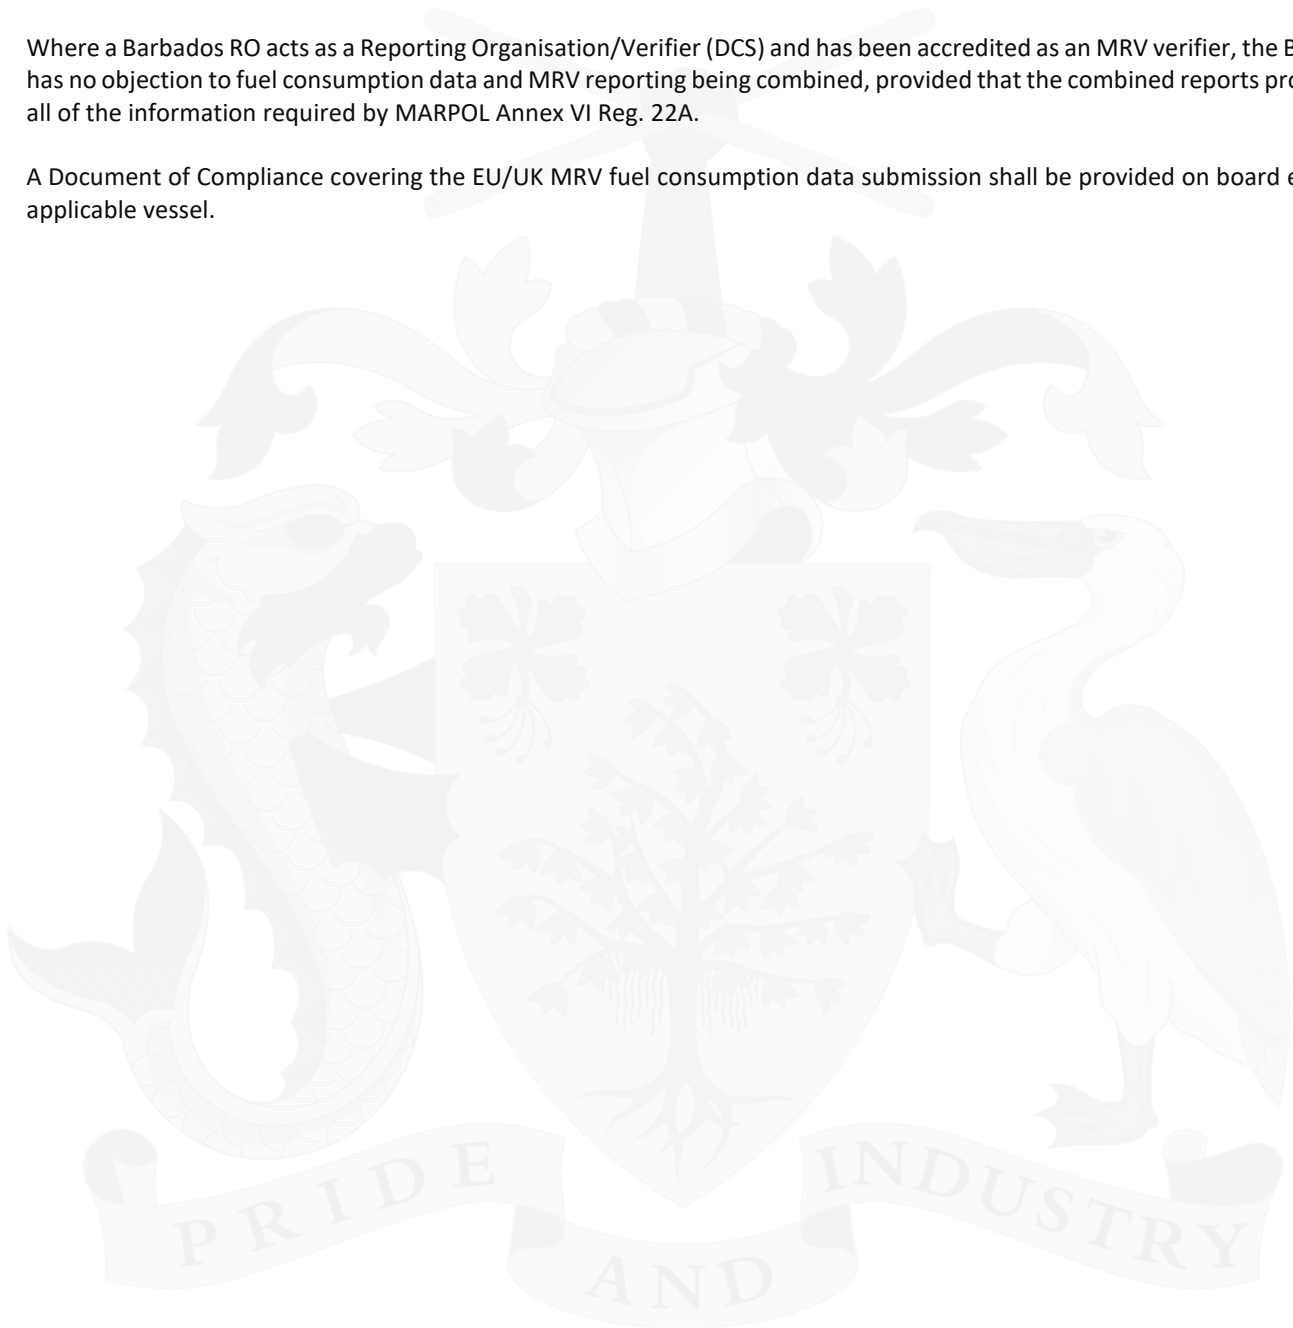 Where a Barbados RO acts as a Reporting Organisation/Verifier (DCS) and has been accredited as an MRV verifier, the
has no objection to fuel consumption data and MRV reporting being combined, provided that the combined reports
all of the information required by MARPOL Annex VI Reg. 22A.
A Document of Compliance covering the EU/UK MRV fuel consumption data submission shall be provided on board
applicable vessel.
PRIDE
INDUSTRY
AND